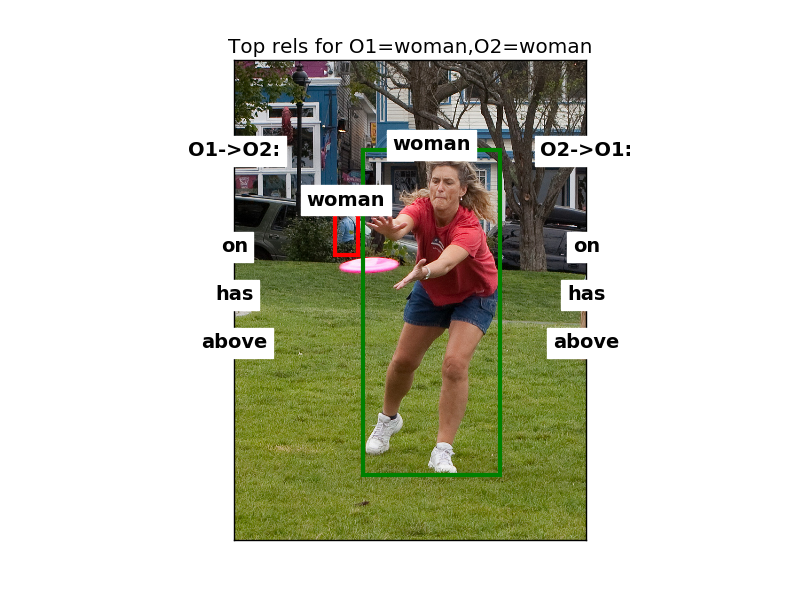 Top rels for O1=woman,O2=woman
woman
O1->O2:
O2->O1:
woman
on
on
has
has
above
above